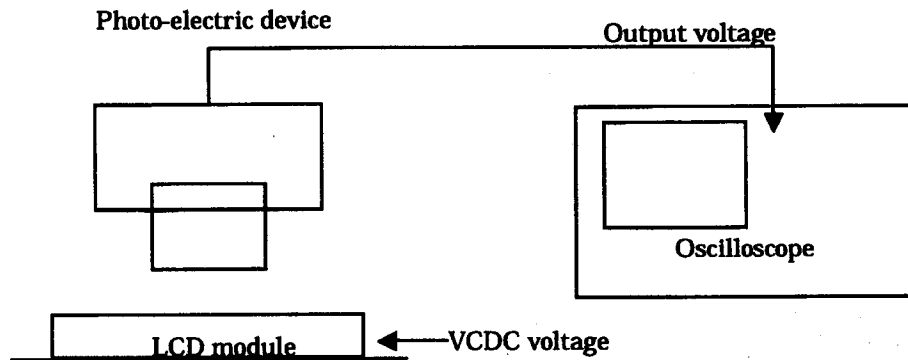 Photo-electric device
Output voltage
Oscilloscope
LCD module
VCDC voltage